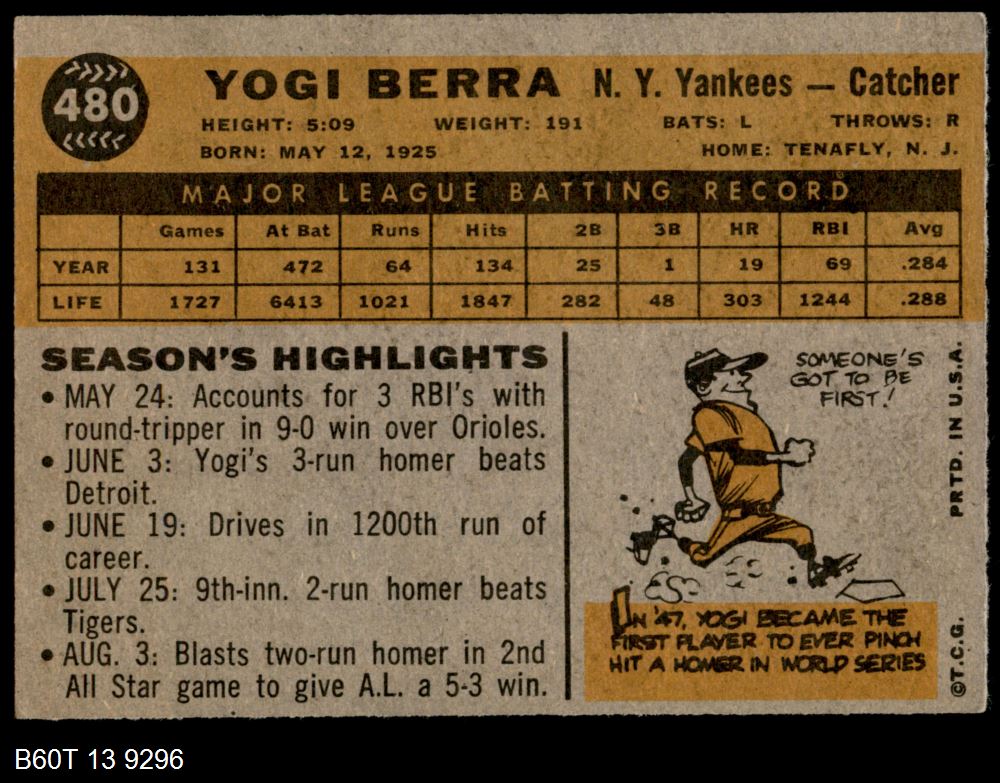 480
YOGI BERRA N. Y. Yankees — Catcher
HEIGHT: 5:09 WEIGHT: 191 BATS: L THROWS: R
BORN: MAY 12, 1925 HOME: TENAFLY, N. J.
MAJOR LEAGUE BATTING RECORD
Games At Bat Runs Hits 2B 3B HR RBI Avg
YEAR 131 472 64 134 25 1 19 69 .284
LIFE 1727 6413 1021 1847 282 48 303 1244 .288
SEASON'S HIGHLIGHTS
• MAY 24: Accounts for 3 RBI's with
round-tripper in 9-0 win over Orioles.
• JUNE 3: Yogi's 3-run homer beats
Detroit.
• JUNE 19: Drives in 1200th run of
career.
• JULY 25: 9th-inn. 2-run homer beats
Tigers.
• AUG. 3: Blasts two-run homer in 2nd
All Star game to give A.L. a 5-3 win.
SOMEONE'S
GOT TO BE
FIRST!
IN '47, YOGI BECAME THE
FIRST PLAYER TO EVER PINCH
HIT A HOMER IN WORLD SERIES
©T.C.G. PRTD. IN U.S.A.
B60T 13 9296